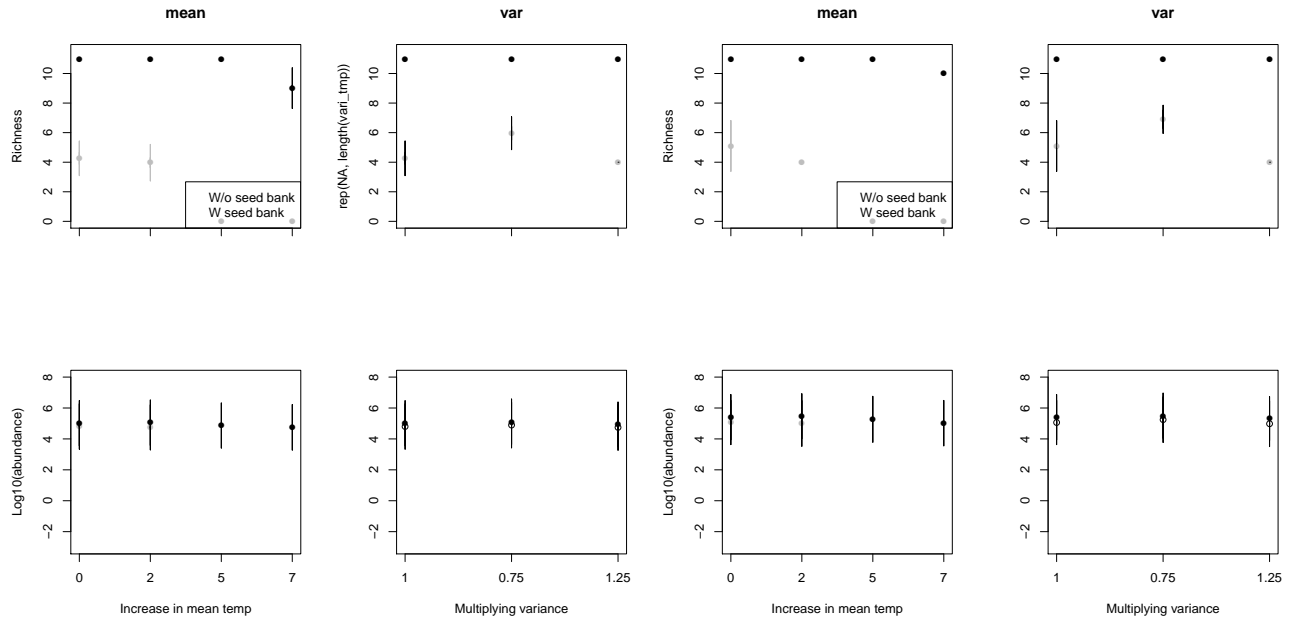 mean
var
mean
var
Richness
0 2 4 6 8 10
W/o seed bank
W seed bank
rep(NA, length(vari_tmp))
0 2 4 6 8 10
Richness
0 2 4 6 8 10
W/o seed bank
W seed bank
0 2 4 6 8 10
Log10(abundance)
−2 0 2 4 6 8
0 2 5 7
Increase in mean temp
−2 0 2 4 6 8
1 0.75 1.25
Multiplying variance
Log10(abundance)
−2 0 2 4 6 8
0 2 5 7
Increase in mean temp
−2 0 2 4 6 8
1 0.75 1.25
Multiplying variance